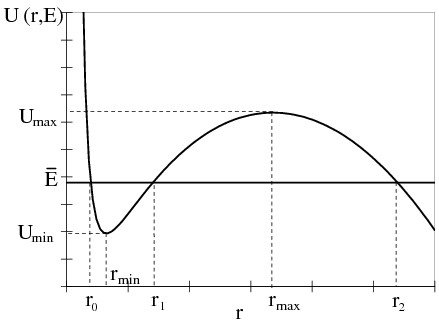 U (r,E)
U_max
Ē
U_min
r_min
r_0 r_1 r_max r_2
r